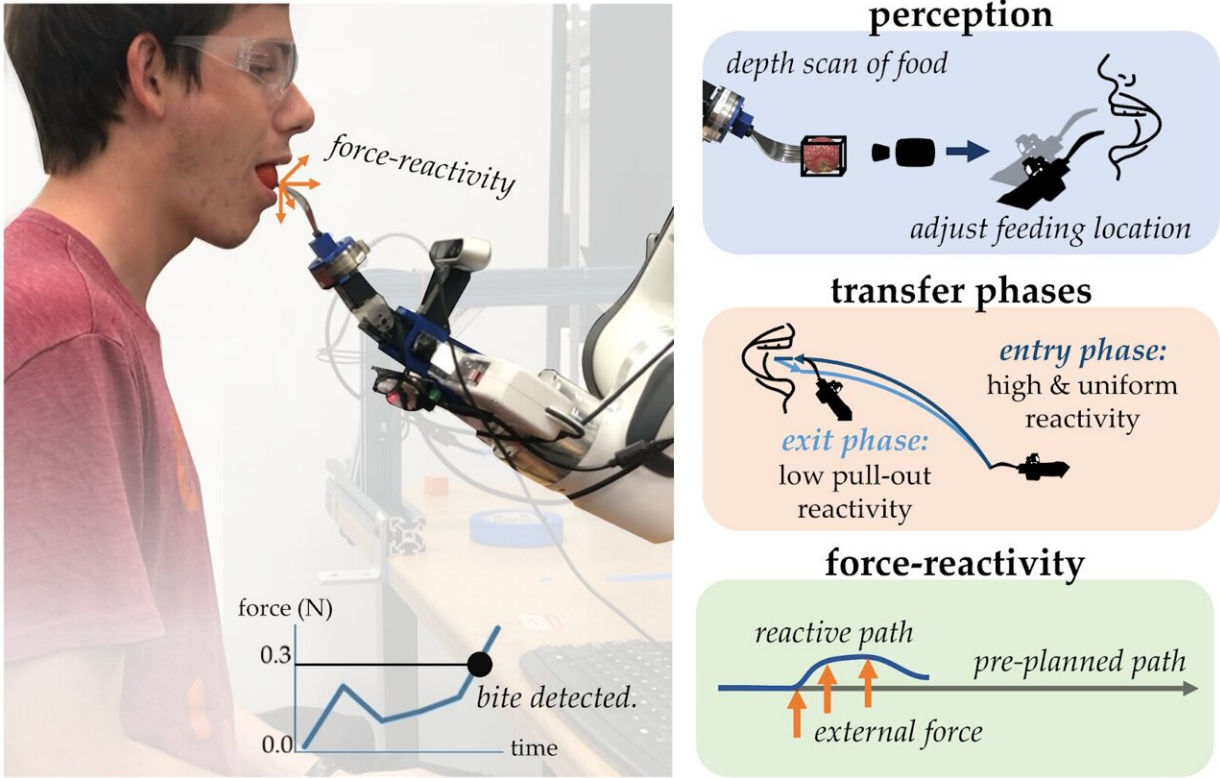 force-reactivity
force (N)
0.3
bite detected.
0.0
time
perception
depth scan of food
adjust feeding location
transfer phases
entry phase:
high & uniform
reactivity
exit phase:
low pull-out
reactivity
force-reactivity
reactive path
pre-planned path
external force